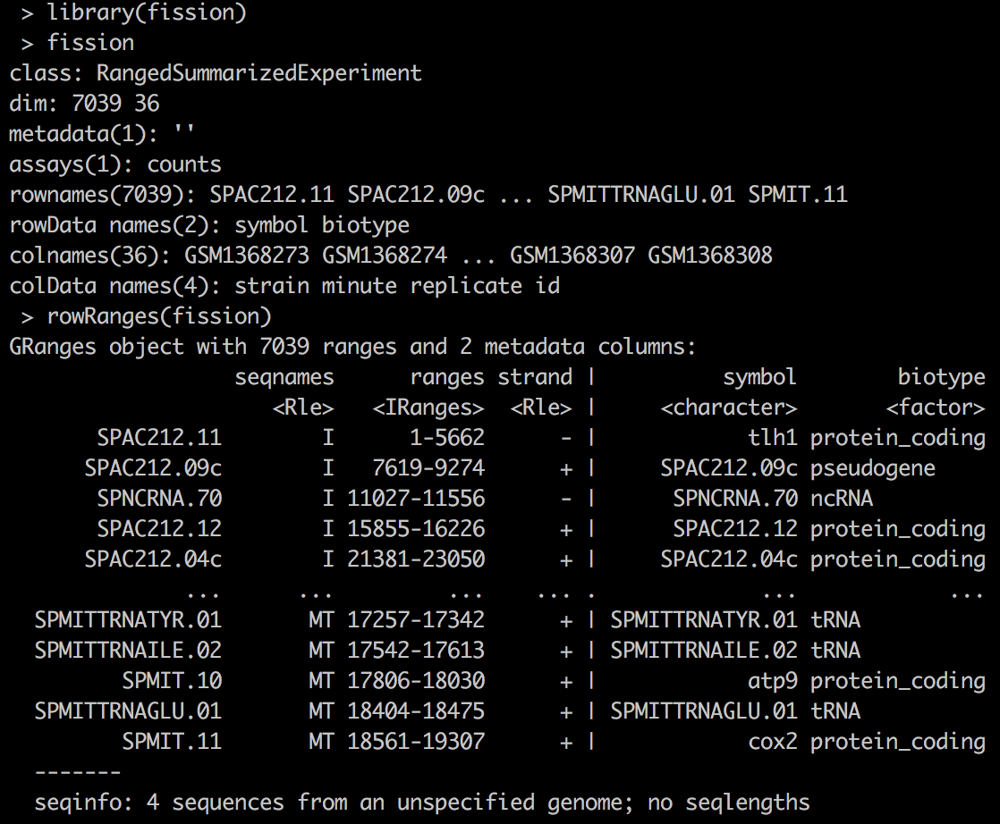 > library(fission)
> fission
class: RangedSummarizedExperiment
dim: 7039 36
metadata(1): ''
assays(1): counts
rownames(7039): SPAC212.11 SPAC212.09c ... SPMITTRNAGLU.01 SPMIT.11
rowData names(2): symbol biotype
colnames(36): GSM1368273 GSM1368274 ... GSM1368307 GSM1368308
colData names(4): strain minute replicate id
> rowRanges(fission)
GRanges object with 7039 ranges and 2 metadata columns:
                  seqnames      ranges strand |          symbol        biotype
                     <Rle>   <IRanges>  <Rle> |     <character>       <factor>
       SPAC212.11        I      1-5662      - |            tlh1 protein_coding
      SPAC212.09c        I   7619-9274      + |     SPAC212.09c pseudogene
      SPNCRNA.70        I 11027-11556      - |      SPNCRNA.70 ncRNA
       SPAC212.12        I 15855-16226      + |      SPAC212.12 protein_coding
      SPAC212.04c        I 21381-23050      + |     SPAC212.04c protein_coding
              ...      ...         ...    ... .             ...            ...
  SPMITTRNATYR.01       MT 17257-17342      + | SPMITTRNATYR.01 tRNA
  SPMITTRNAILE.02       MT 17542-17613      + | SPMITTRNAILE.02 tRNA
         SPMIT.10       MT 17806-18030      + |            atp9 protein_coding
  SPMITTRNAGLU.01       MT 18404-18475      + | SPMITTRNAGLU.01 tRNA
         SPMIT.11       MT 18561-19307      + |            cox2 protein_coding
  -------
  seqinfo: 4 sequences from an unspecified genome; no seqlengths